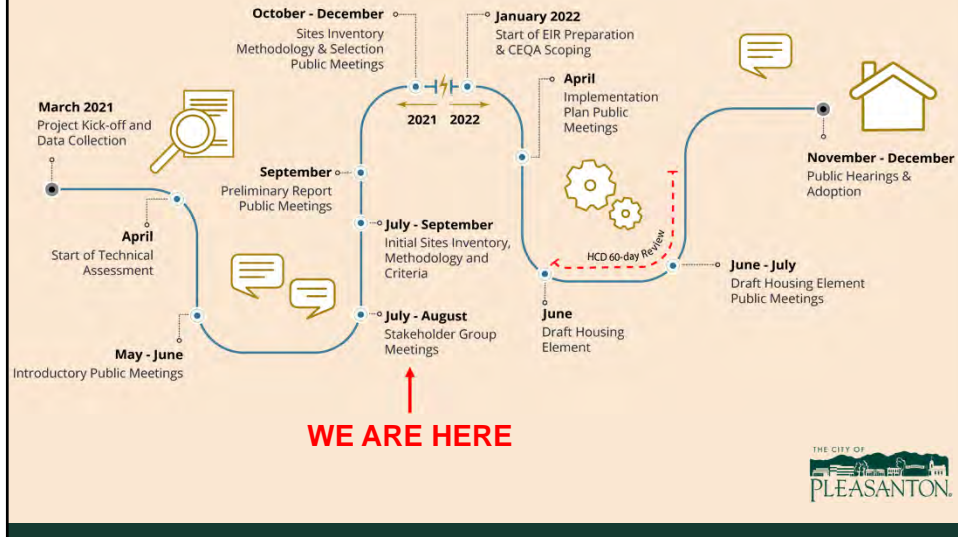 March 2021
Project Kick-off and
Data Collection
April
Start of Technical
Assessment
May - June
Introductory Public Meetings
July - August
Stakeholder Group
Meetings
WE ARE HERE
July - September
Initial Sites Inventory,
Methodology and
Criteria
September
Preliminary Report
Public Meetings
October - December
Sites Inventory
Methodology & Selection
Public Meetings
2021
2022
January 2022
Start of EIR Preparation
& CEQA Scoping
April
Implementation
Plan Public
Meetings
June
Draft Housing
Element
HCD 60-day Review
June - July
Draft Housing Element
Public Meetings
November - December
Public Hearings &
Adoption
THE CITY OF
PLEASANTON®